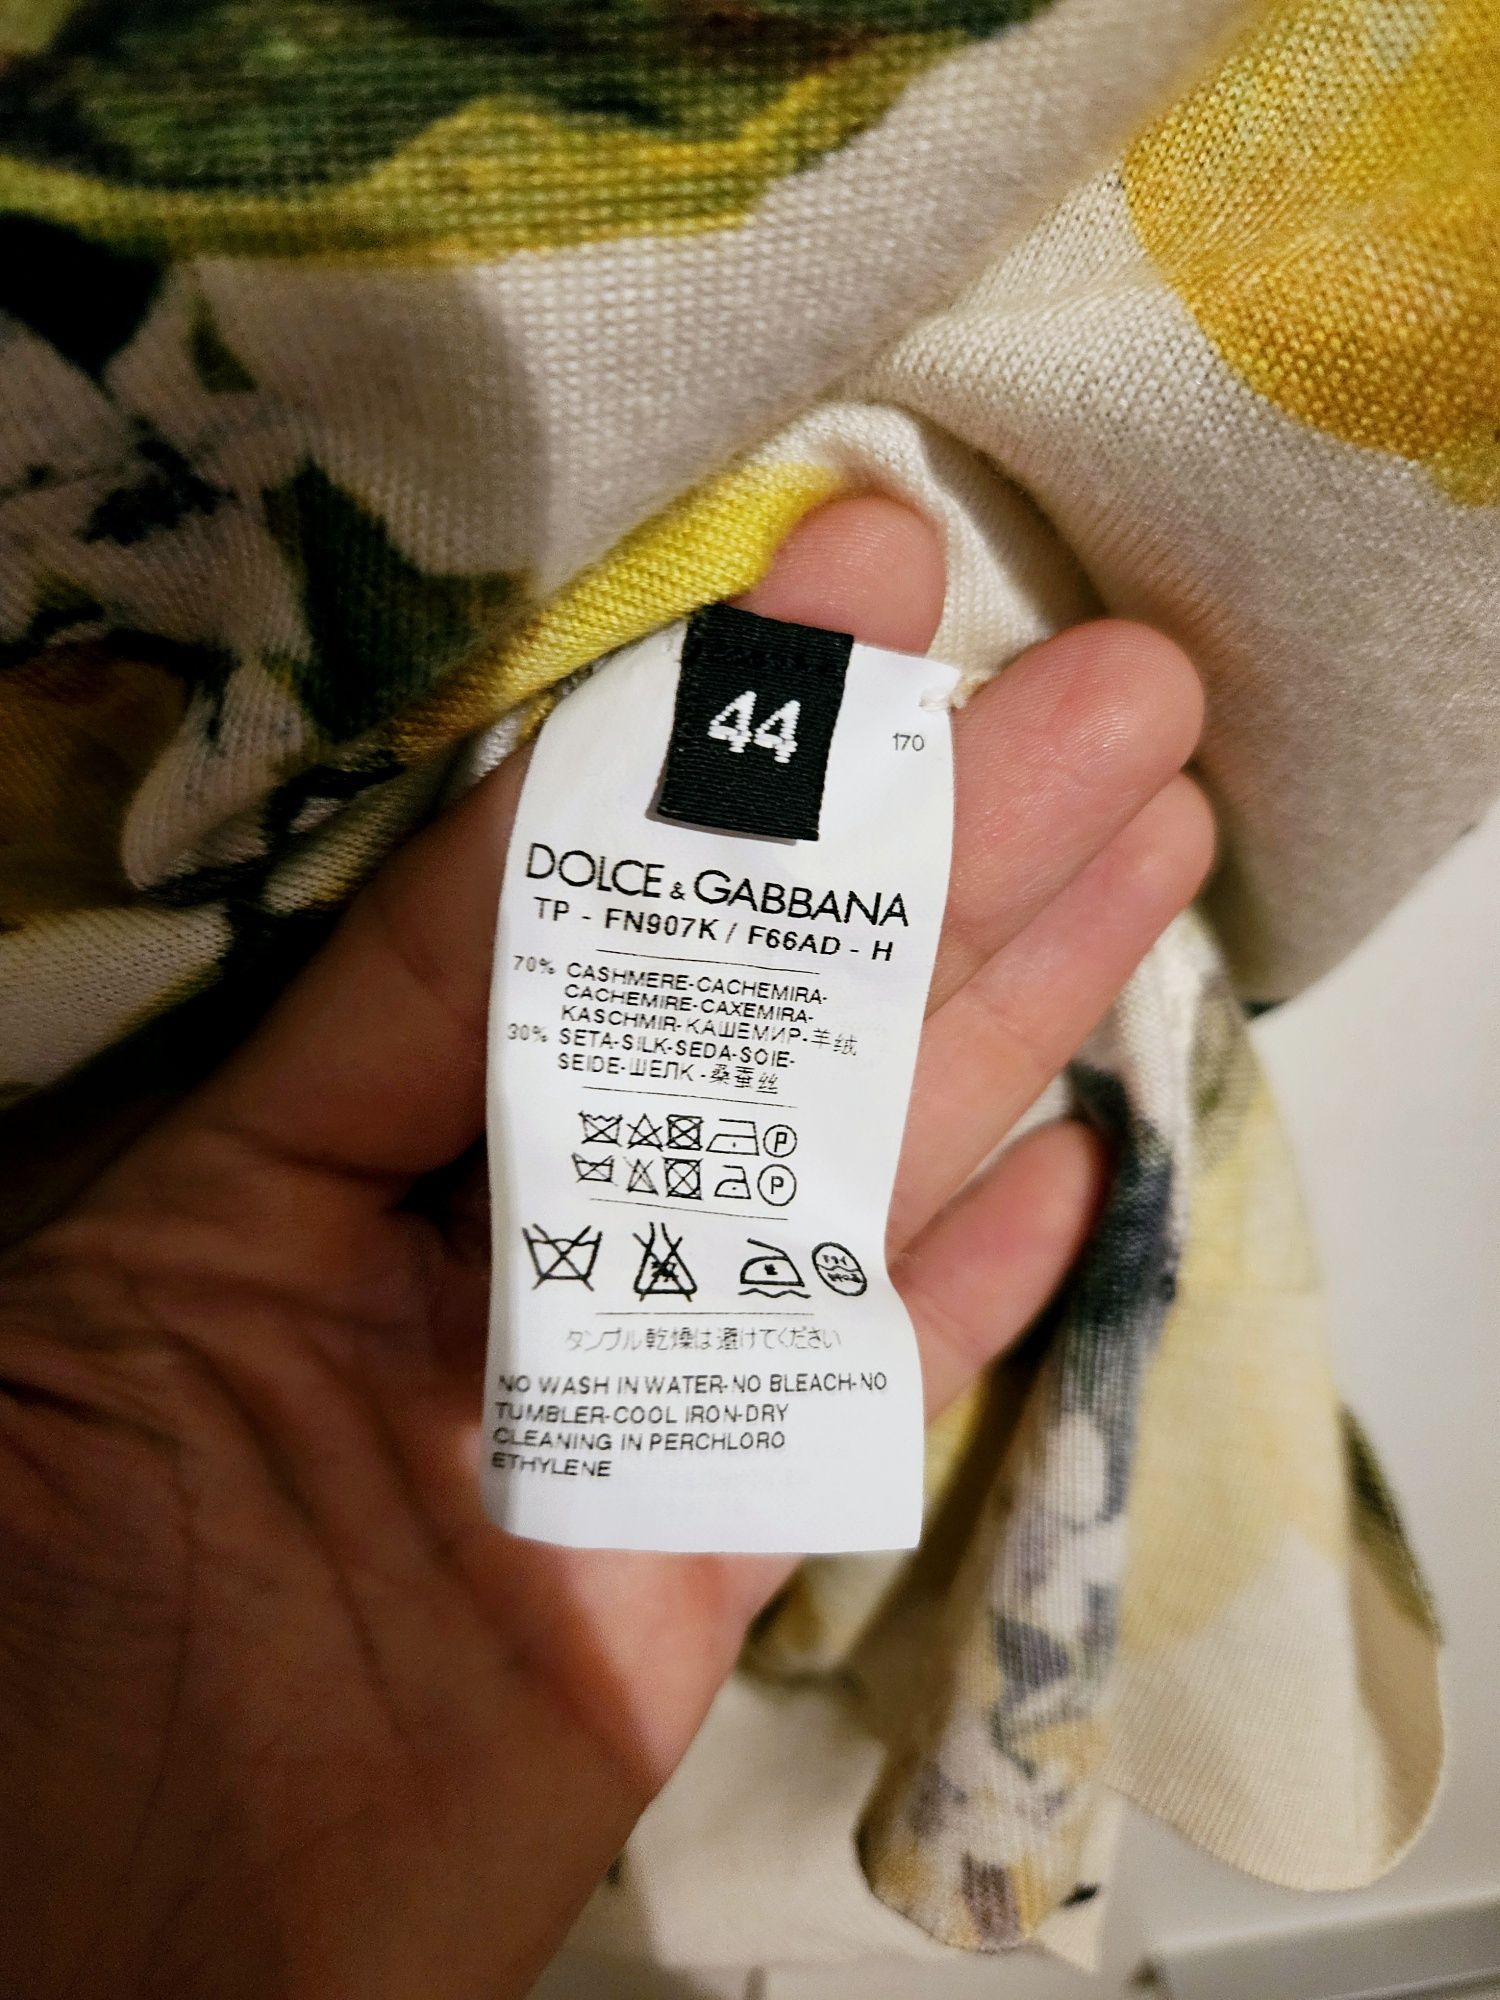 44
170
DOLCE & GABBANA
TP - FN907K / F66AD - H
70% CASHMERE-CACHEMIRA-
CACHEMIRE-CAXEMIRA-
KASCHMIR-КАШЕМИР-羊绒
30% SETA-SILK-SEDA-SOIE-
SEIDE-ШЕЛК-桑蚕丝
P
P
タンブル乾燥は避けてください
NO WASH IN WATER-NO BLEACH-NO
TUMBLER-COOL IRON-DRY
CLEANING IN PERCHLORO
ETHYLENE